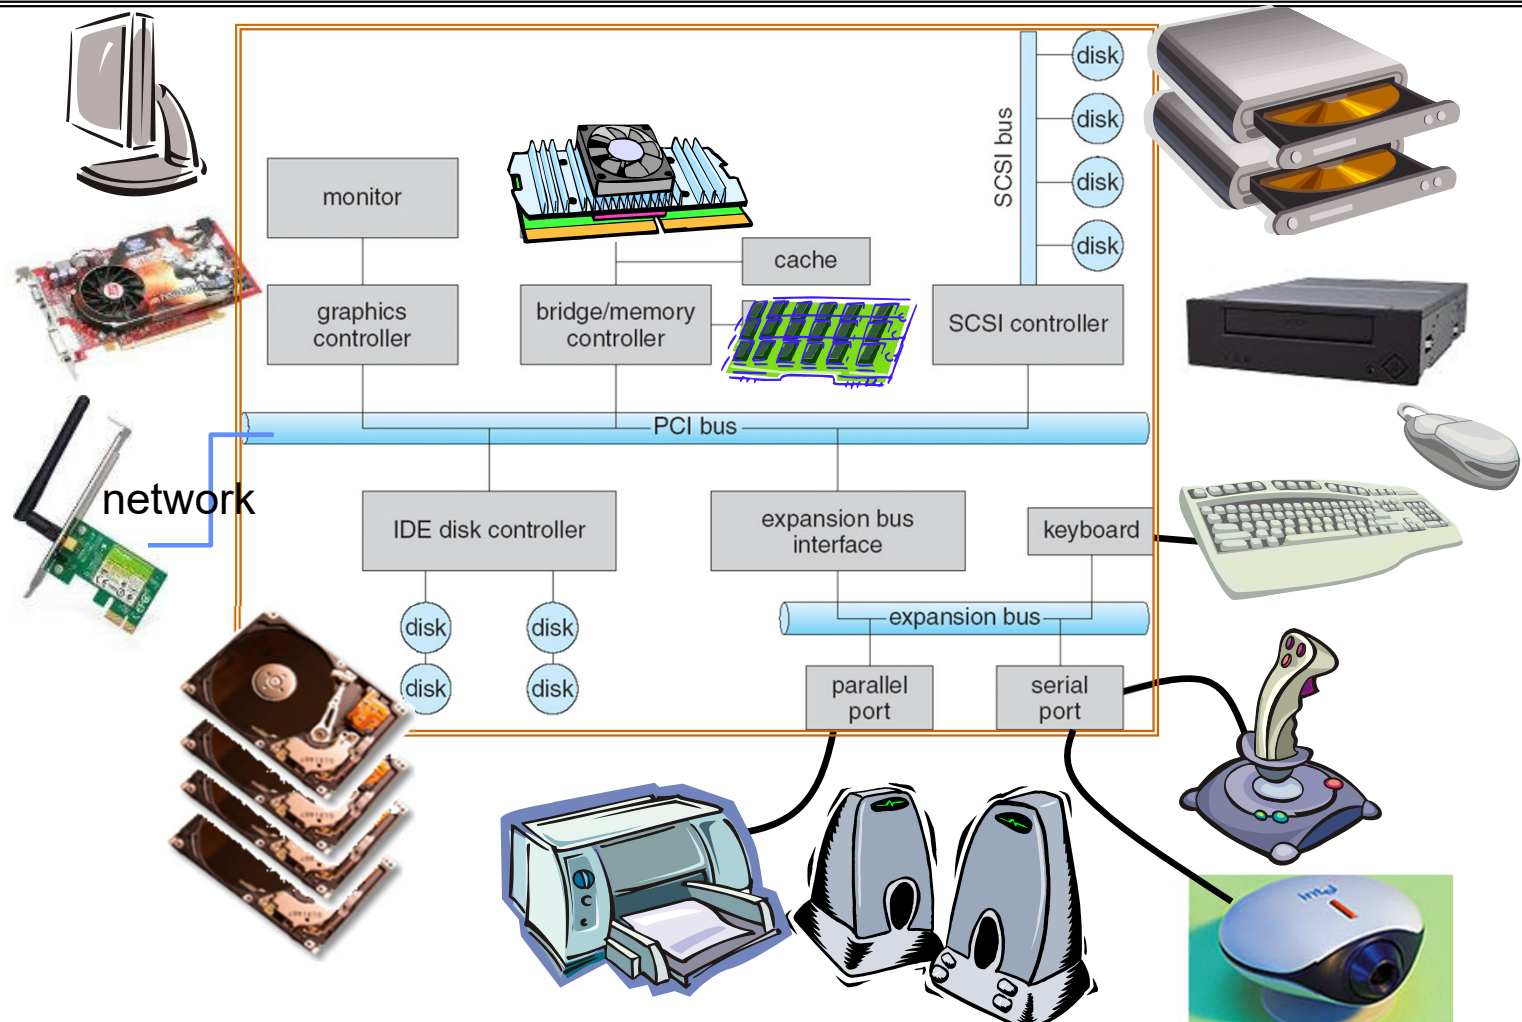 disk
disk
disk
disk
SCSI bus
monitor
cache
graphics
controller
bridge/memory
controller
SCSI controller
PCI bus
network
IDE disk controller
expansion bus
interface
keyboard
disk
disk
expansion bus
disk
disk
parallel
port
serial
port
intel